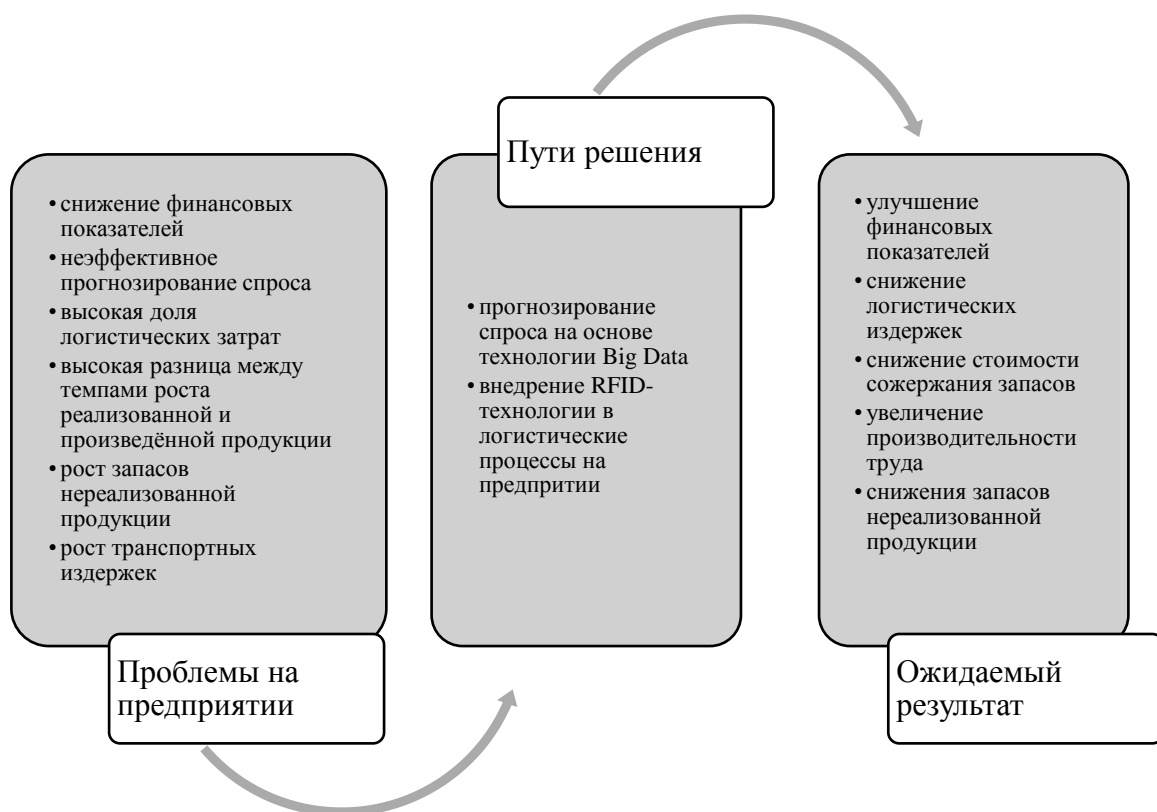 • снижение финансовых
показателей
• неэффективное
прогнозирование спроса
• высокая доля
логистических затрат
• высокая разница между
темпами роста
реализованной и
произведённой продукции
• рост запасов
нереализованной
продукции
• рост транспортных
издержек
Проблемы на
предприятии
Пути решения
• прогнозирование
спроса на основе
технологии Big Data
• внедрение RFID-
технологии в
логистические
процессы на
предпритии
• улучшение
финансовых
показателей
• снижение
логистических
издержек
• снижение стоимости
сожержания запасов
• увеличение
производительности
труда
• снижения запасов
нереализованной
продукции
Ожидаемый
результат